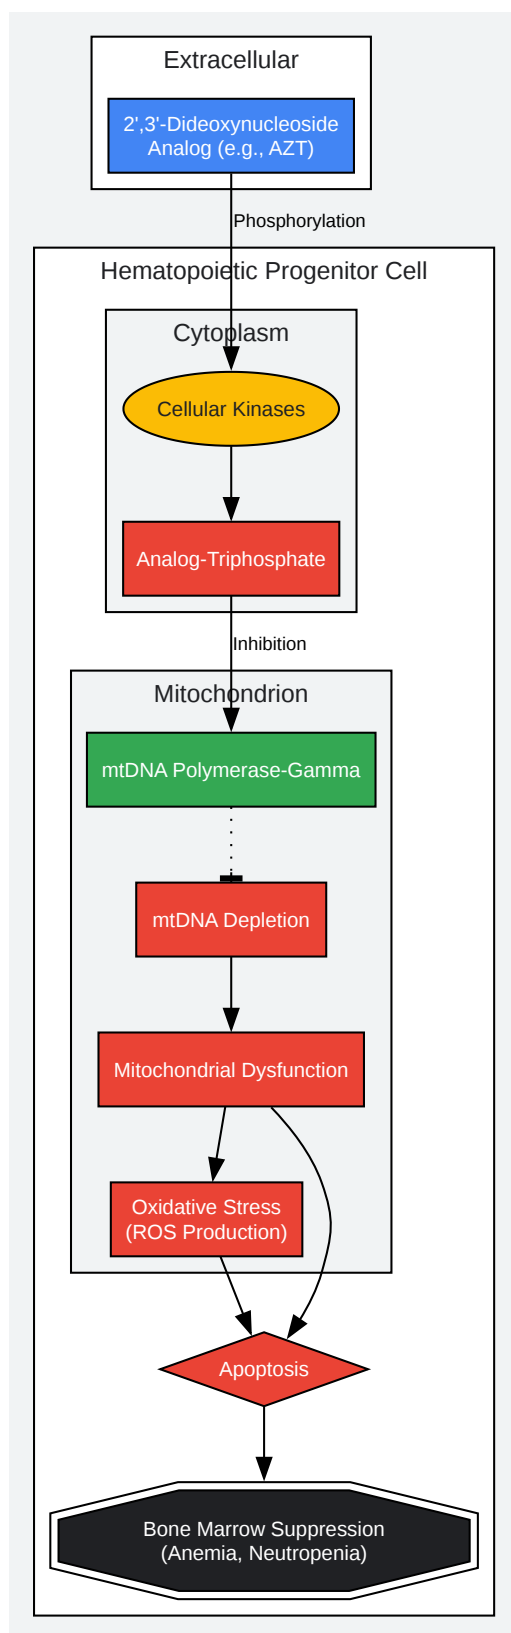 Extracellular
2',3'-Dideoxynucleoside
Analog (e.g., AZT)
Phosphorylation
Hematopoietic Progenitor Cell
Cytoplasm
Cellular Kinases
Analog-Triphosphate
Inhibition
Mitochondrion
mtDNA Polymerase-Gamma
mtDNA Depletion
Mitochondrial Dysfunction
Oxidative Stress
(ROS Production)
Apoptosis
Bone Marrow Suppression
(Anemia, Neutropenia)